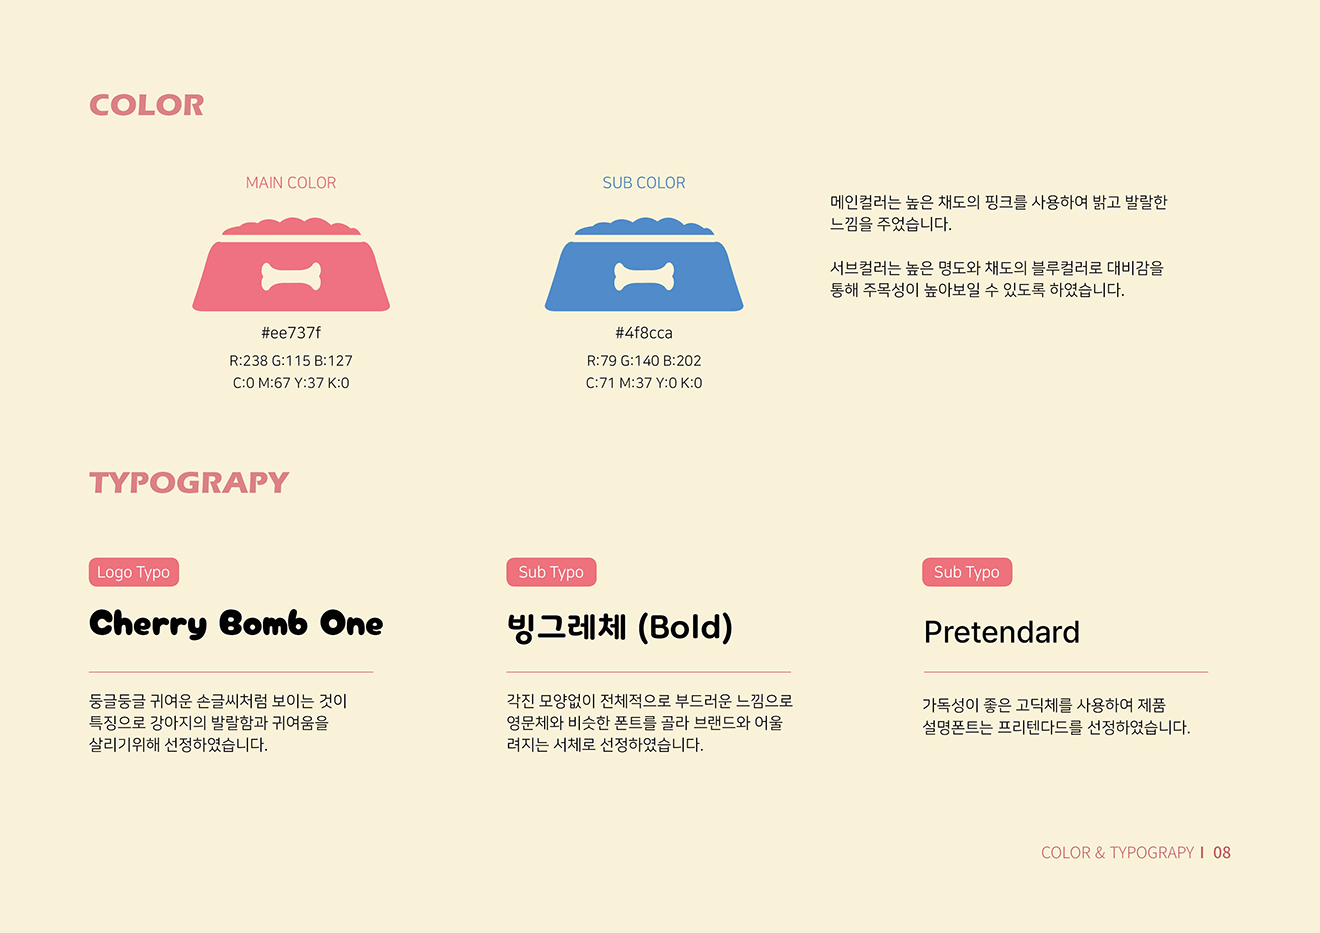 COLOR
MAIN COLOR
#ee737f
R:238 G:115 B:127
C:0 M:67 Y:37 K:0
SUB COLOR
#4f8cca
R:79 G:140 B:202
C:71 M:37 Y:0 K:0
메인컬러는 높은 채도의 핑크를 사용하여 밝고 발랄한
느낌을 주었습니다.
서브컬러는 높은 명도와 채도의 블루컬러로 대비감을
통해 주목성이 높아보일 수 있도록 하였습니다.
TYPOGRAPY
Logo Typo
Cherry Bomb One
둥글둥글 귀여운 손글씨처럼 보이는 것이
특징으로 강아지의 발랄함과 귀여움을
살리기위해 선정하였습니다.
Sub Typo
빙그레체 (Bold)
각진 모양없이 전체적으로 부드러운 느낌으로
영문체와 비슷한 폰트를 골라 브랜드와 어울
려지는 서체로 선정하였습니다.
Sub Typo
Pretendard
가독성이 좋은 고딕체를 사용하여 제품
설명폰트는 프리텐다드를 선정하였습니다.
COLOR & TYPOGRAPY I 08